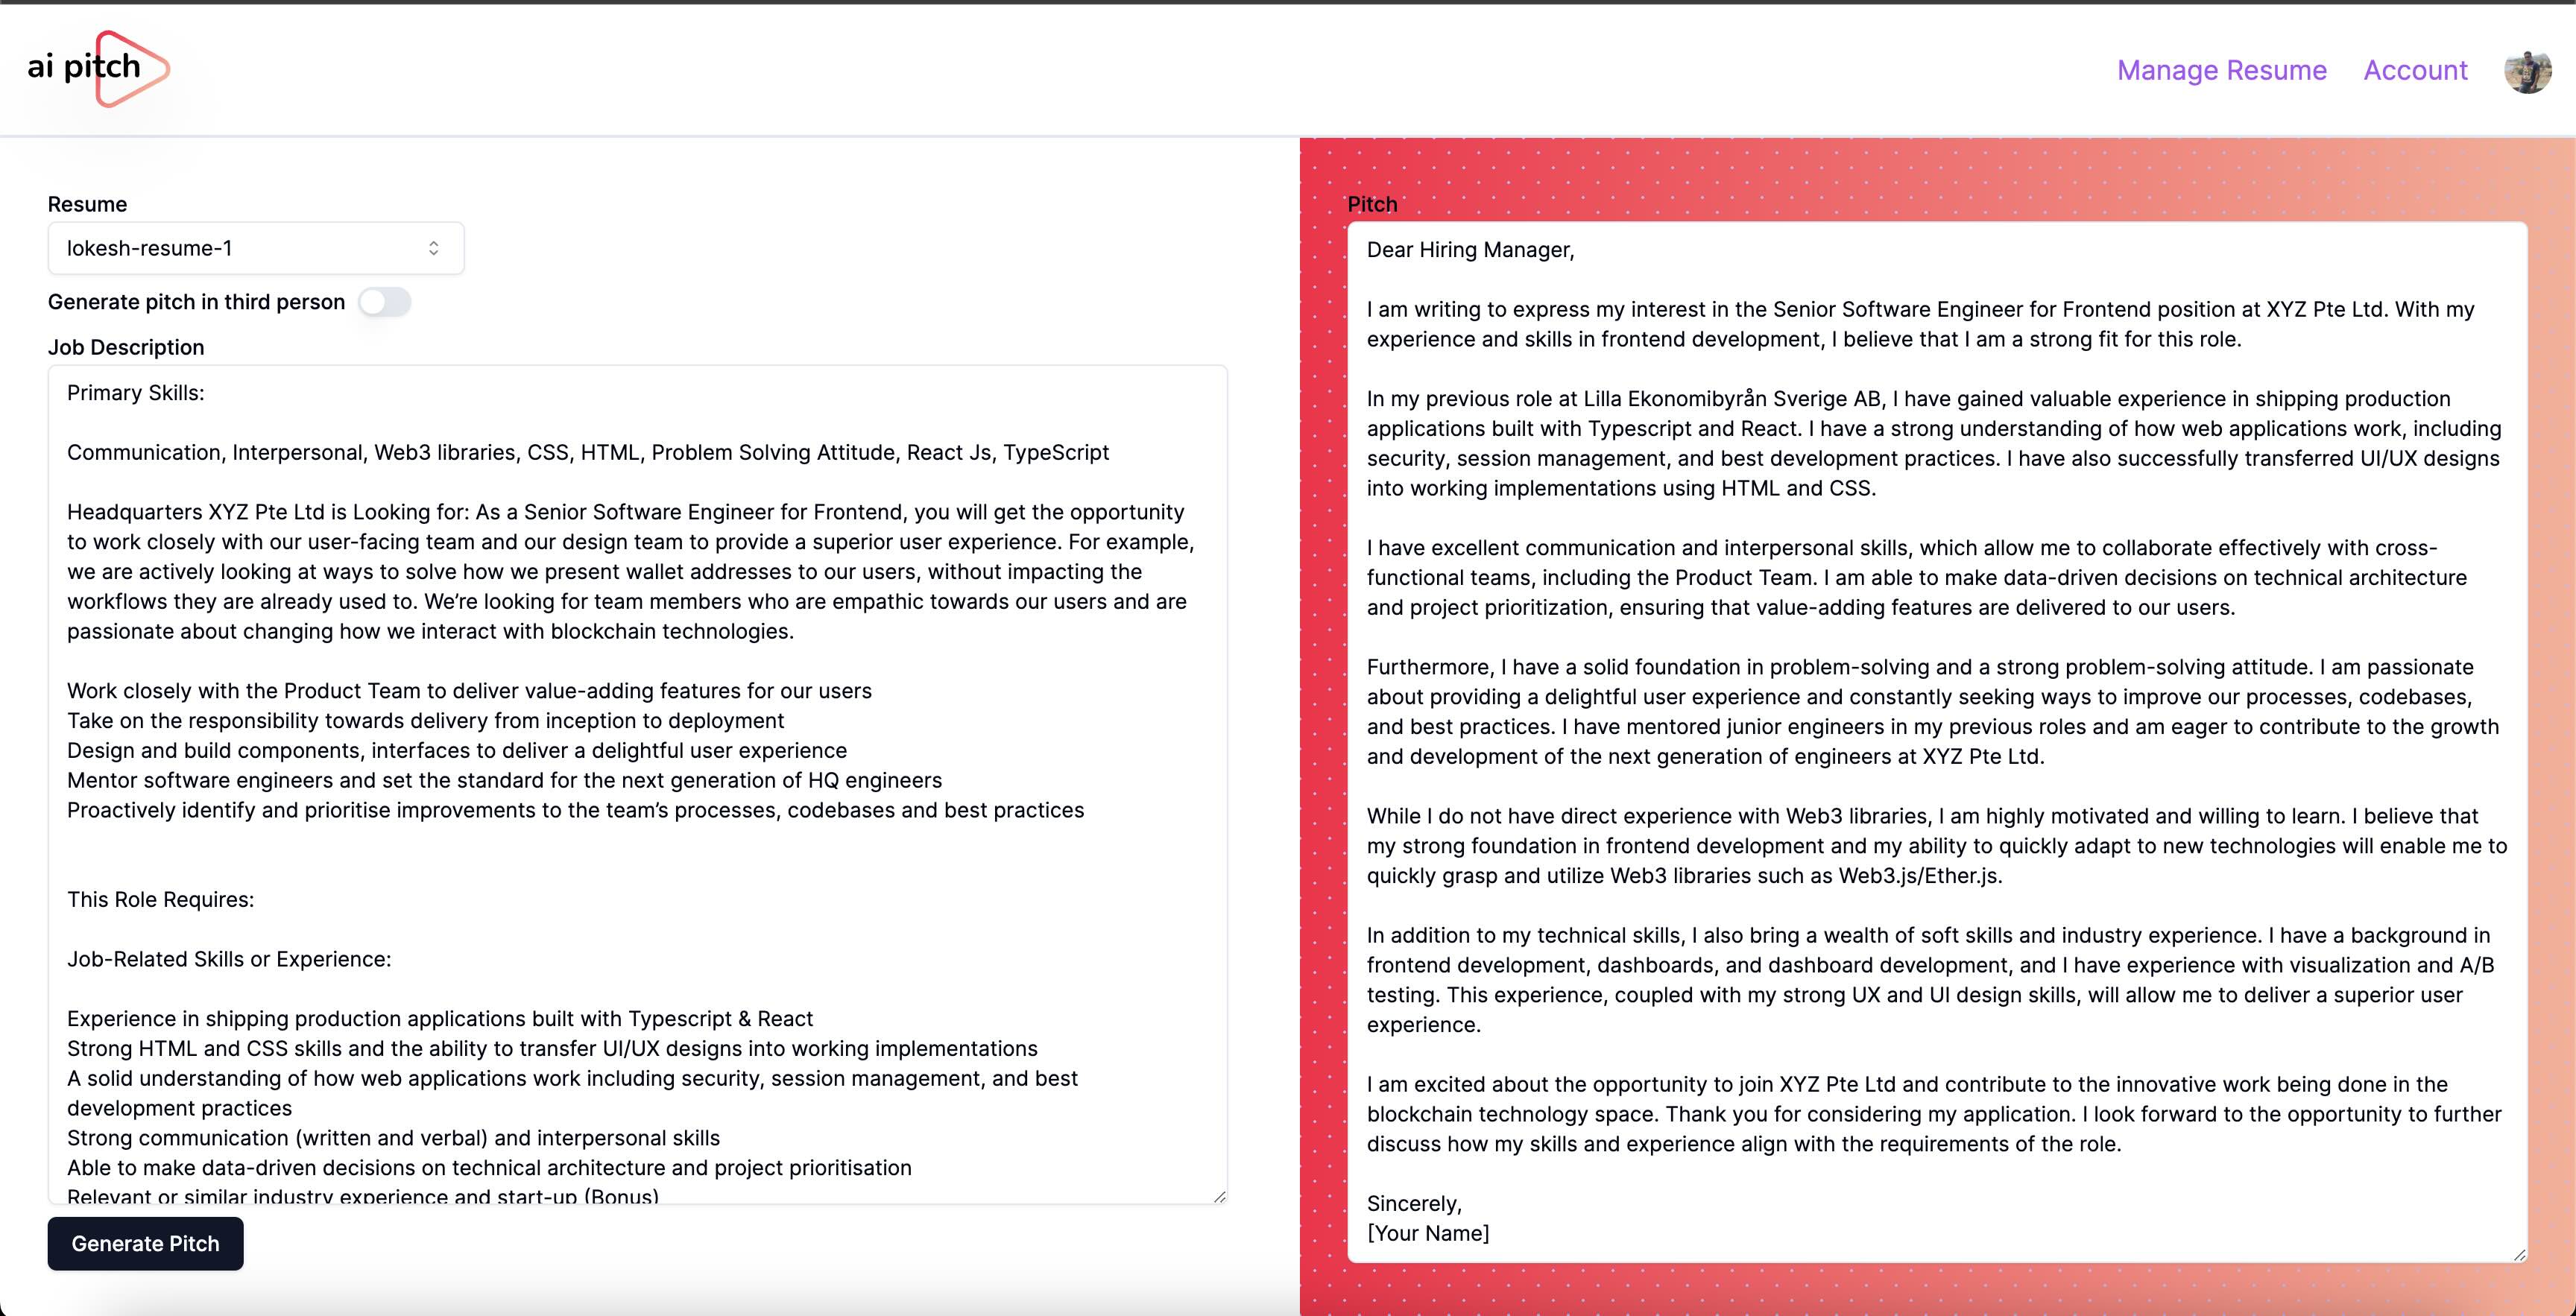 ai pitch
Manage Resume
Account
Resume
lokesh-resume-1
Generate pitch in third person
Job Description
Primary Skills:
Communication, Interpersonal, Web3 libraries, CSS, HTML, Problem Solving Attitude, React Js, TypeScript
Headquarters XYZ Pte Ltd is Looking for: As a Senior Software Engineer for Frontend, you will get the opportunity
to work closely with our user-facing team and our design team to provide a superior user experience. For example,
we are actively looking at ways to solve how we present wallet addresses to our users, without impacting the
workflows they are already used to. We’re looking for team members who are empathic towards our users and are
passionate about changing how we interact with blockchain technologies.
Work closely with the Product Team to deliver value-adding features for our users
Take on the responsibility towards delivery from inception to deployment
Design and build components, interfaces to deliver a delightful user experience
Mentor software engineers and set the standard for the next generation of HQ engineers
Proactively identify and prioritise improvements to the team’s processes, codebases and best practices
This Role Requires:
Job-Related Skills or Experience:
Experience in shipping production applications built with Typescript & React
Strong HTML and CSS skills and the ability to transfer UI/UX designs into working implementations
A solid understanding of how web applications work including security, session management, and best
development practices
Strong communication (written and verbal) and interpersonal skills
Able to make data-driven decisions on technical architecture and project prioritisation
Relevant or similar industry experience and start-up (Bonus)
Generate Pitch
Pitch
Dear Hiring Manager,
I am writing to express my interest in the Senior Software Engineer for Frontend position at XYZ Pte Ltd. With my
experience and skills in frontend development, I believe that I am a strong fit for this role.
In my previous role at Lilla Ekonomibyrån Sverige AB, I have gained valuable experience in shipping production
applications built with Typescript and React. I have a strong understanding of how web applications work, including
security, session management, and best development practices. I have also successfully transferred UI/UX designs
into working implementations using HTML and CSS.
I have excellent communication and interpersonal skills, which allow me to collaborate effectively with cross-
functional teams, including the Product Team. I am able to make data-driven decisions on technical architecture
and project prioritization, ensuring that value-adding features are delivered to our users.
Furthermore, I have a solid foundation in problem-solving and a strong problem-solving attitude. I am passionate
about providing a delightful user experience and constantly seeking ways to improve our processes, codebases,
and best practices. I have mentored junior engineers in my previous roles and am eager to contribute to the growth
and development of the next generation of engineers at XYZ Pte Ltd.
While I do not have direct experience with Web3 libraries, I am highly motivated and willing to learn. I believe that
my strong foundation in frontend development and my ability to quickly adapt to new technologies will enable me to
quickly grasp and utilize Web3 libraries such as Web3.js/Ether.js.
In addition to my technical skills, I also bring a wealth of soft skills and industry experience. I have a background in
frontend development, dashboards, and dashboard development, and I have experience with visualization and A/B
testing. This experience, coupled with my strong UX and UI design skills, will allow me to deliver a superior user
experience.
I am excited about the opportunity to join XYZ Pte Ltd and contribute to the innovative work being done in the
blockchain technology space. Thank you for considering my application. I look forward to the opportunity to further
discuss how my skills and experience align with the requirements of the role.
Sincerely,
[Your Name]